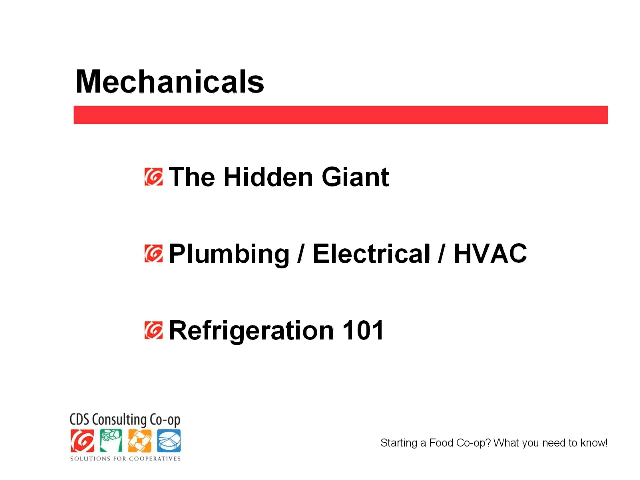 Mechanicals
The Hidden Giant
Plumbing / Electrical / HVAC
Refrigeration 101
CDS Consulting Co-op
SOLUTIONS FOR COOPERATIVES
Starting a Food Co-op? What you need to know!